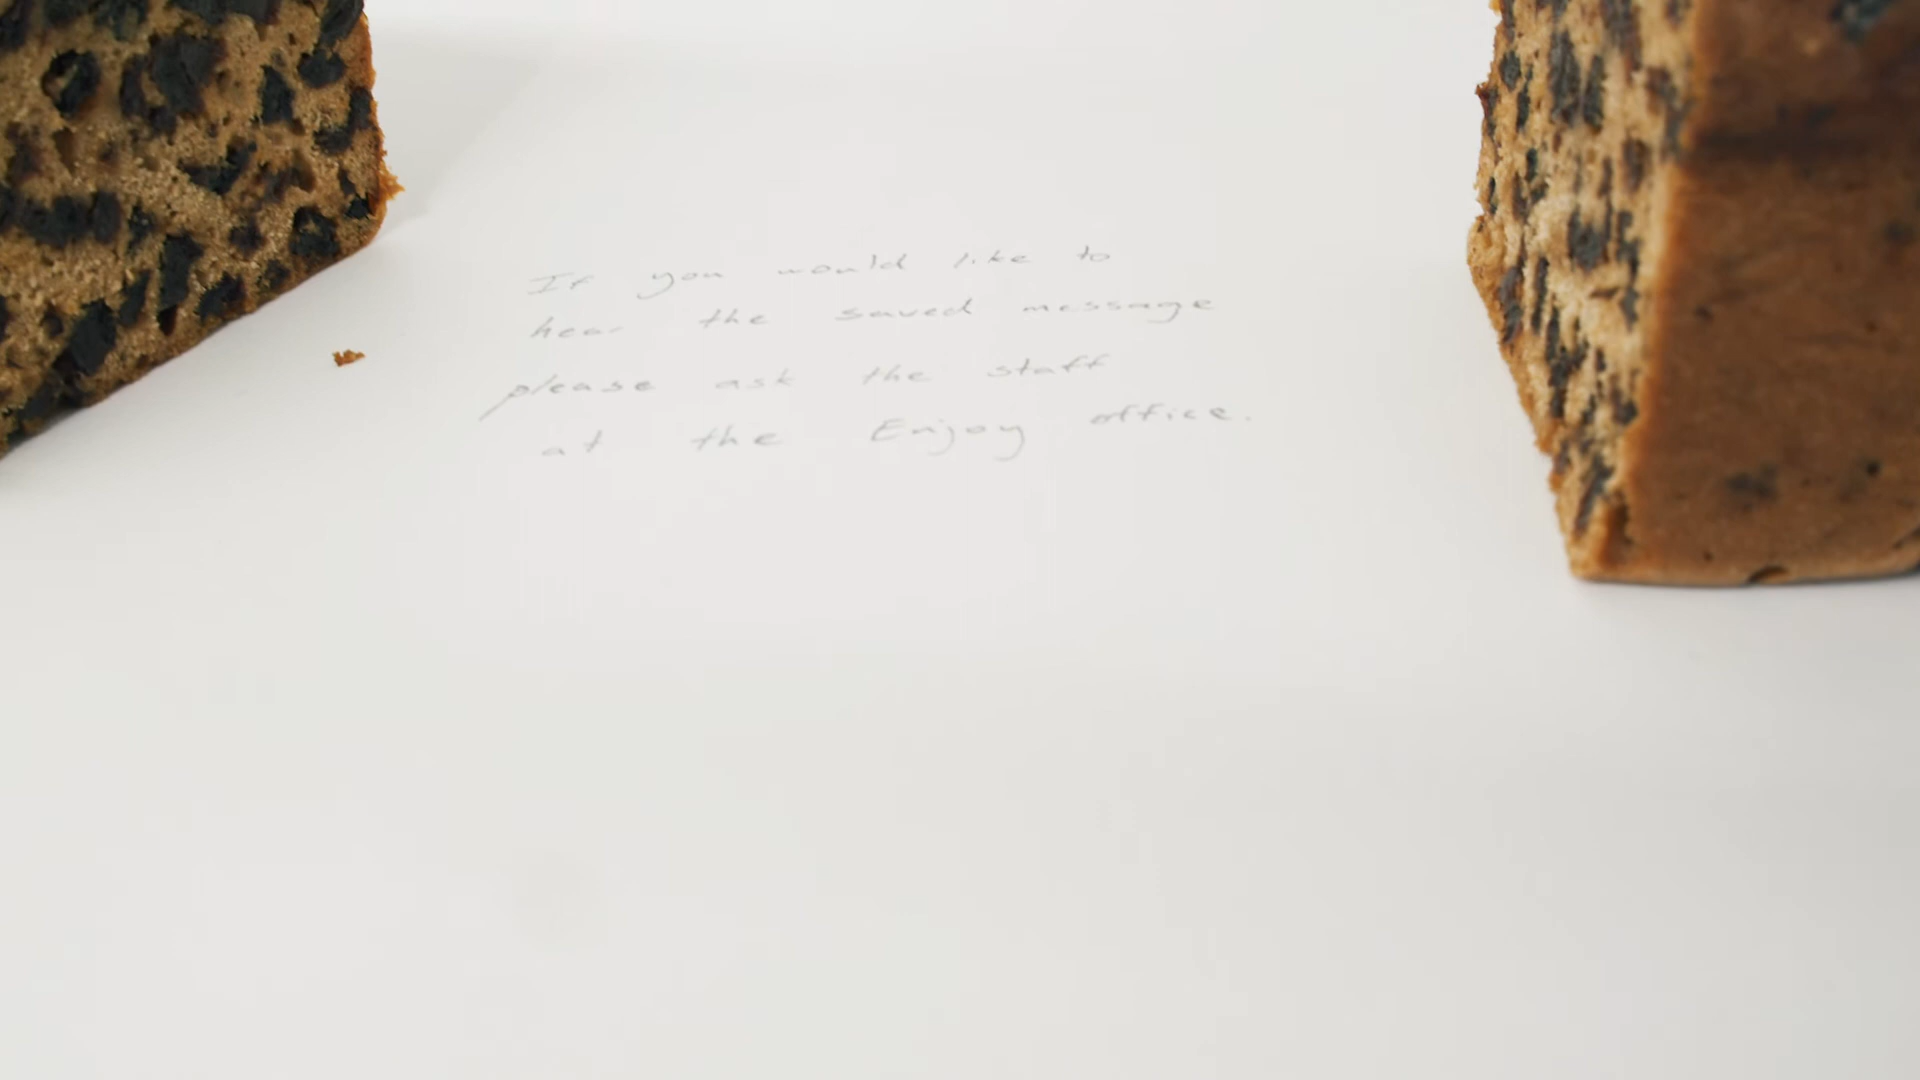 If you would like to
hear the saved message
please ask the staff
at the Enjoy office.